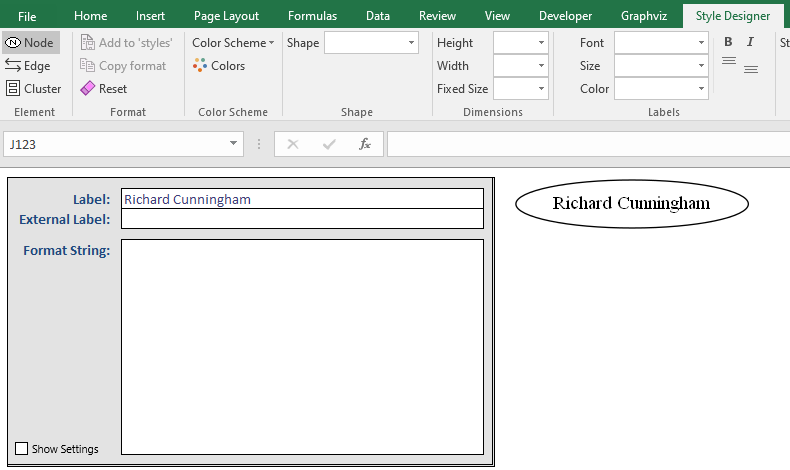 File Home Insert Page Layout Formulas Data Review View Developer Graphviz Style Designer
Node Add to 'styles' Color Scheme Shape Height Font B I St
Edge Copy format Colors Width Size
Cluster Reset Fixed Size Color
Element Format Color Scheme Shape Dimensions Labels
J123 fx
Label: Richard Cunningham
Richard Cunningham
External Label:
Format String:
Show Settings